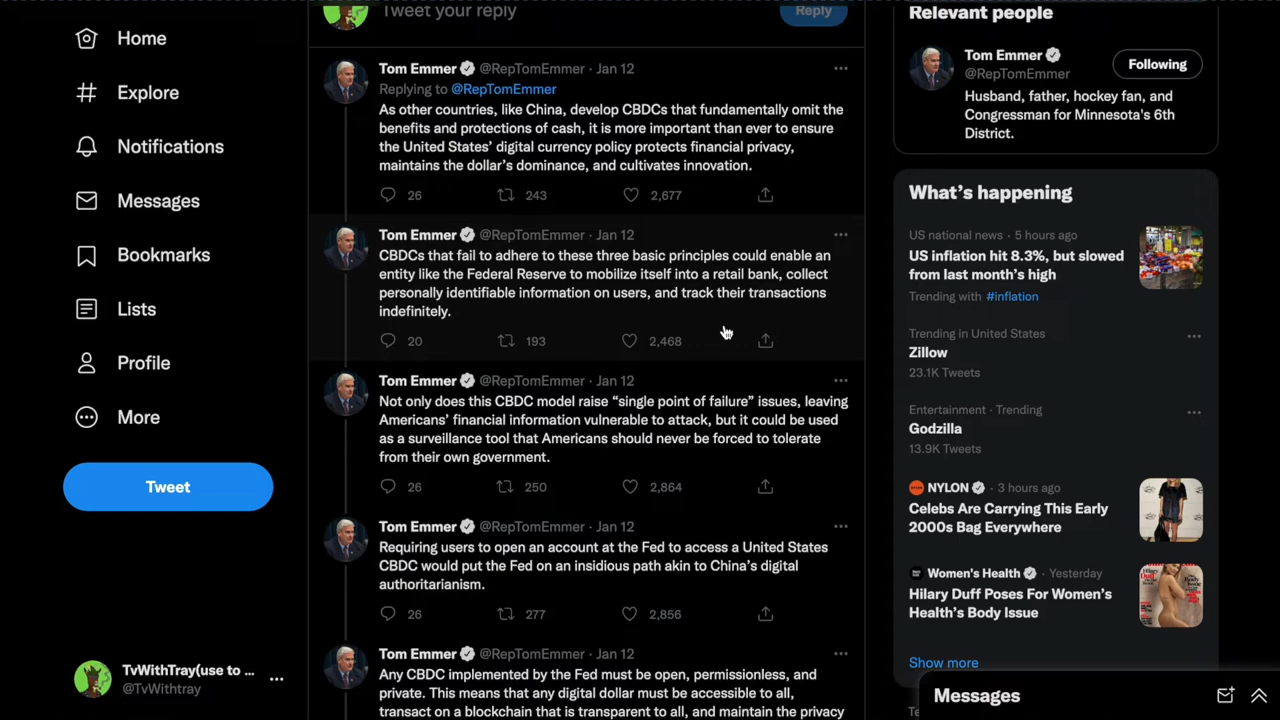 Home
Explore
Notifications
Messages
Bookmarks
Lists
Profile
More
Tweet
TvWithTray(use to ...
@TvWithtray
Tweet your reply
Reply
Tom Emmer @RepTomEmmer · Jan 12
Replying to @RepTomEmmer
As other countries, like China, develop CBDCs that fundamentally omit the
benefits and protections of cash, it is more important than ever to ensure
the United States' digital currency policy protects financial privacy,
maintains the dollar's dominance, and cultivates innovation.
26 243 2,677
Tom Emmer @RepTomEmmer · Jan 12
CBDCs that fail to adhere to these three basic principles could enable an
entity like the Federal Reserve to mobilize itself into a retail bank, collect
personally identifiable information on users, and track their transactions
indefinitely.
20 193 2,468
Tom Emmer @RepTomEmmer · Jan 12
Not only does this CBDC model raise “single point of failure” issues, leaving
Americans’ financial information vulnerable to attack, but it could be used
as a surveillance tool that Americans should never be forced to tolerate
from their own government.
26 250 2,864
Tom Emmer @RepTomEmmer · Jan 12
Requiring users to open an account at the Fed to access a United States
CBDC would put the Fed on an insidious path akin to China's digital
authoritarianism.
26 277 2,856
Tom Emmer @RepTomEmmer · Jan 12
Any CBDC implemented by the Fed must be open, permissionless, and
private. This means that any digital dollar must be accessible to all,
transact on a blockchain that is transparent to all, and maintain the privacy
Relevant people
Tom Emmer
@RepTomEmmer
Following
Husband, father, hockey fan, and
Congressman for Minnesota's 6th
District.
What's happening
US national news · 5 hours ago
US inflation hit 8.3%, but slowed
from last month's high
Trending with #inflation
Trending in United States
Zillow
23.1K Tweets
Entertainment · Trending
Godzilla
13.9K Tweets
NYLON · 3 hours ago
Celebs Are Carrying This Early
2000s Bag Everywhere
Women's Health · Yesterday
Hilary Duff Poses For Women's
Health's Body Issue
Show more
Messages